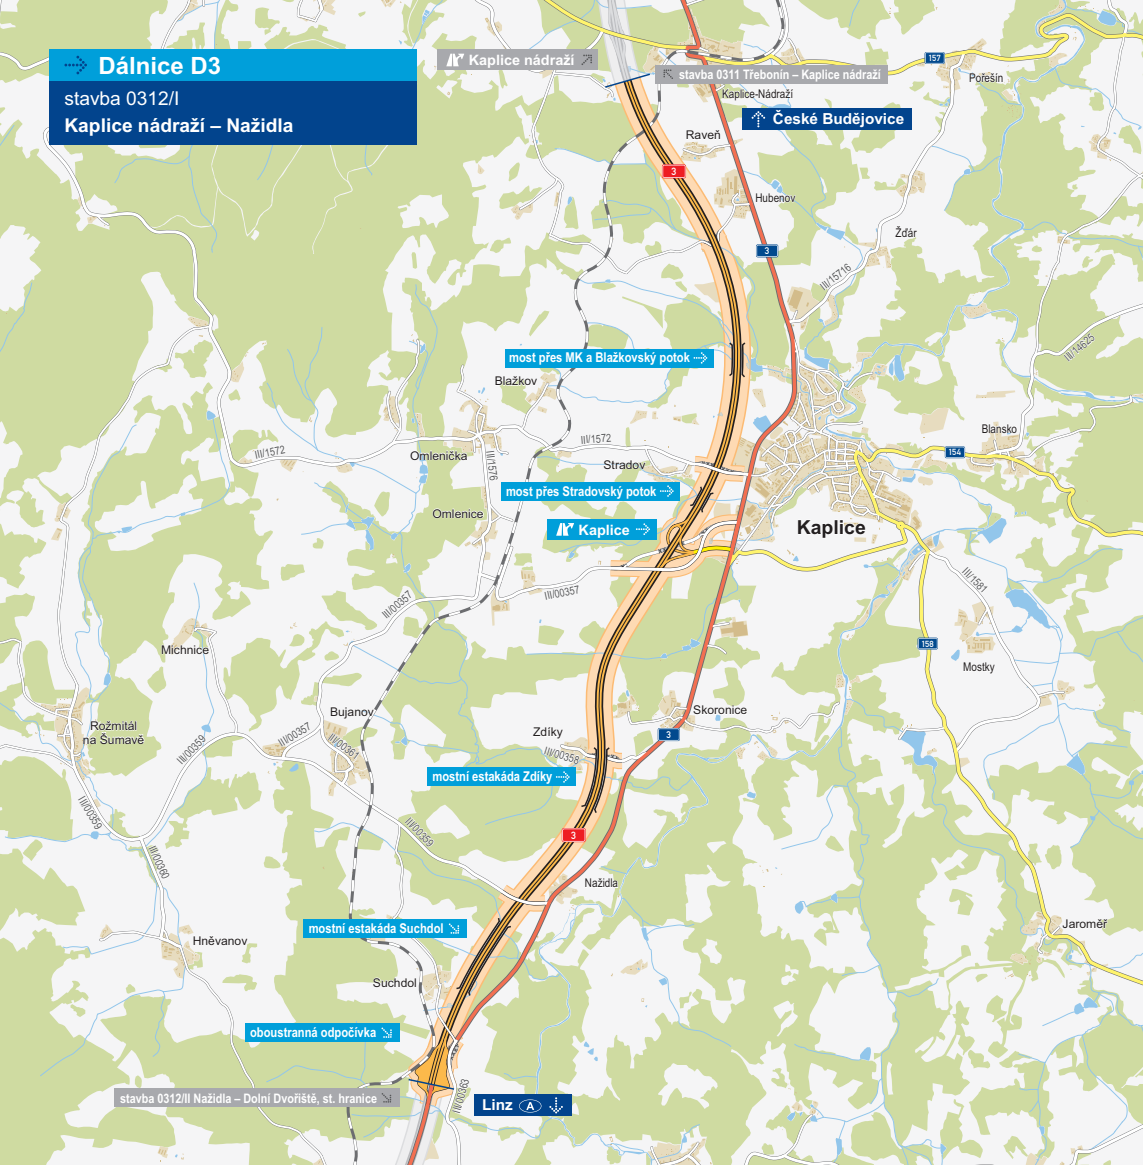 Dálnice D3
stavba 0312/I
Kaplice nádraží – Nažidla
Kaplice nádraží
stavba 0311 Třebonín – Kaplice nádraží
157
Pořešín
Kaplice-Nádraží
České Budějovice
Raveň
3
Hubenov
Žďár
3
III/15716
III/14625
most přes MK a Blažkovský potok
Blažkov
Blansko
III/1572
III/1572
Omlenička
III/1576
154
Stradov
most přes Stradovský potok
Omlenice
Kaplice
Kaplice
III/1581
III/00357
III/00357
Michnice
158
Mostky
Bujanov
Skoronice
Rožmitál
na Šumavě
Zdíky
3
III/00357
III/00361
III/00359
III/00358
mostní estakáda Zdíky
III/00359
III/00359
3
III/00360
Nažidla
mostní estakáda Suchdol
Jaroměř
Hněvanov
Suchdol
oboustranná odpočívka
stavba 0312/II Nažidla – Dolní Dvořiště, st. hranice
III/00363
Linz A